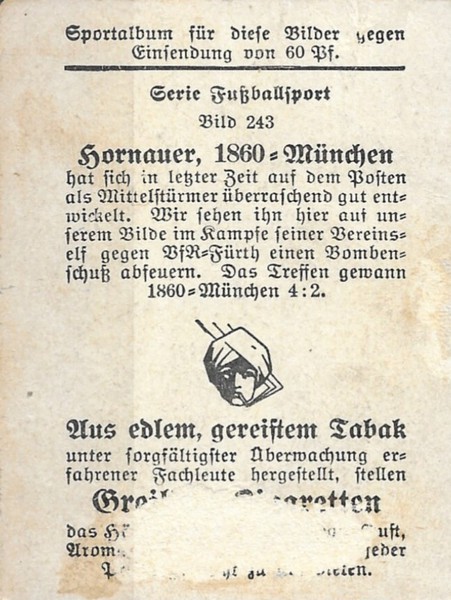 Sportalbum für diese Bilder gegen
Einsendung von 60 Pf.
Serie Fußballsport
Bild 243
Hornauer, 1860=München
hat sich in letzter Zeit auf dem Posten
als Mittelstürmer überraschend gut ent=
wickelt. Wir sehen ihn hier auf un=
serem Bilde im Kampfe seiner Vereins=
elf gegen VfR=Fürth einen Bomben=
schuß abfeuern. Das Treffen gewann
1860=München 4:2.
Aus edlem, gereiftem Tabak
unter sorgfältigster Überwachung er=
fahrener Fachleute hergestellt, stellen
das
jeder